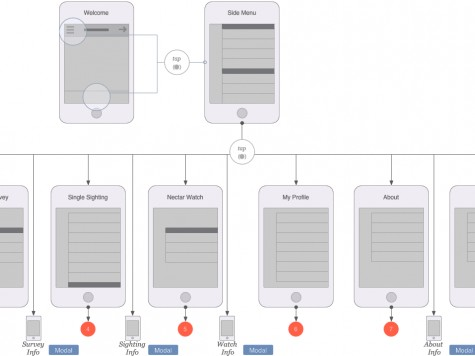 Welcome
Side Menu
tap
tap
vey
Single Sighting
Nectar Watch
My Profile
About
4
5
6
7
Survey
Info
Modal
Sighting
Info
Modal
Watch
Info
Modal
About
Info
Modal